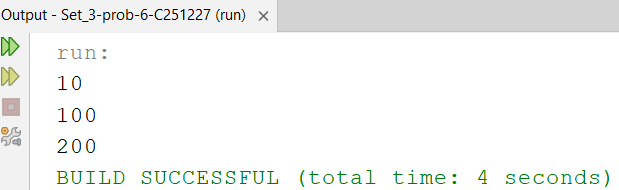 Output - Set_3-prob-6-C251227 (run) ×
run:
10
100
200
BUILD SUCCESSFUL (total time: 4 seconds)